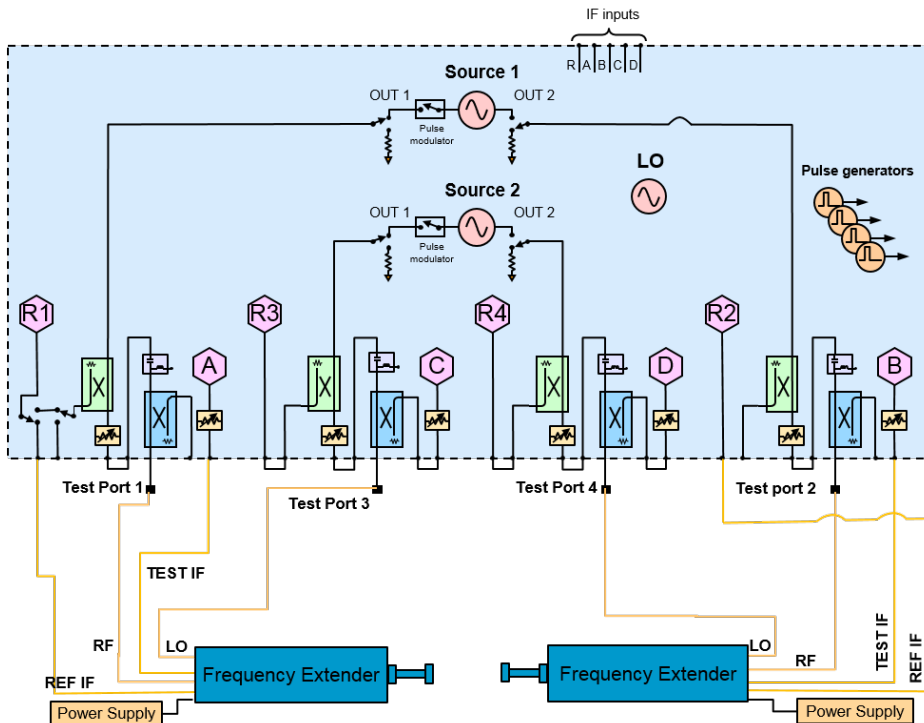 IF inputs
R A B C D
Source 1
OUT 1
OUT 2
Pulse
modulator
LO
Pulse generators
Source 2
OUT 1
OUT 2
Pulse
modulator
R1
R3
R4
R2
A
C
D
B
Test Port 1
Test Port 3
Test Port 4
Test port 2
TEST IF
LO
RF
REF IF
Frequency Extender
Power Supply
LO
RF
TEST IF
REF IF
Frequency Extender
Power Supply